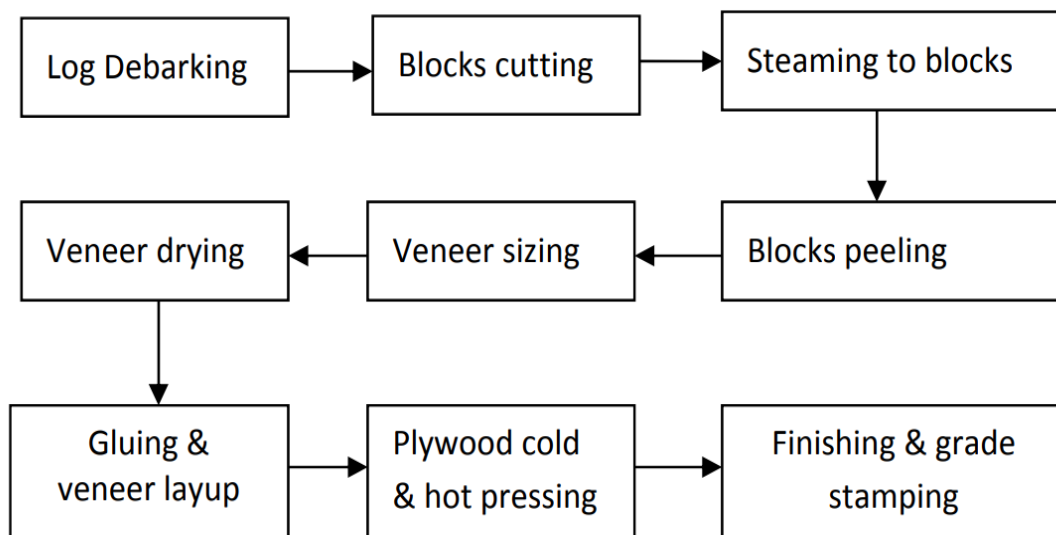 Log Debarking
Blocks cutting
Steaming to blocks
Veneer drying
Veneer sizing
Blocks peeling
Gluing &
veneer layup
Plywood cold
& hot pressing
Finishing & grade
stamping